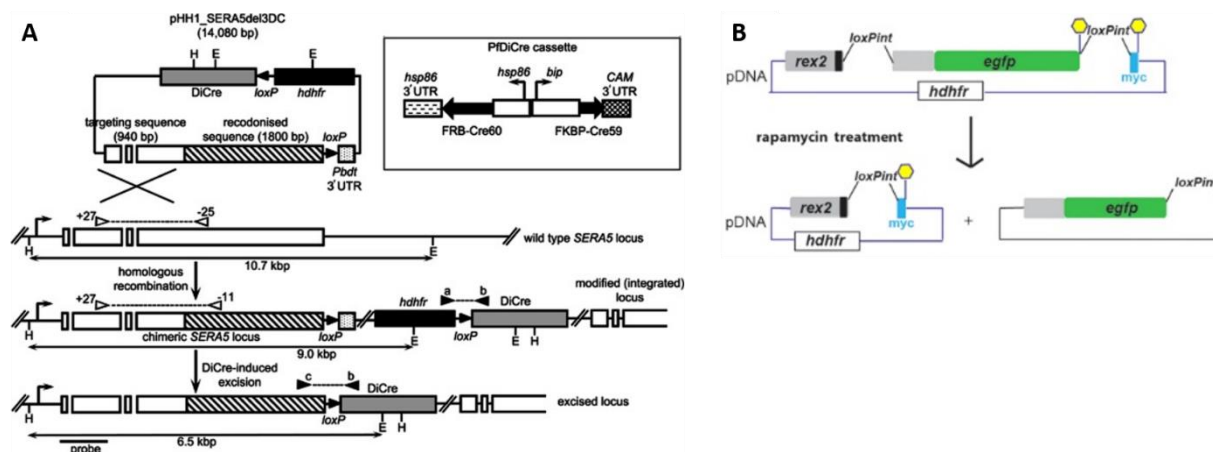 A
pHH1_SERA5del3DC
(14,080 bp)
H E E
DiCre loxP hdhfr
targeting sequence recodonised
(940 bp) sequence (1800 bp) loxP
Pbdt
3' UTR
PfDiCre cassette
hsp86 hsp86 bip CAM
3' UTR 3' UTR
FRB-Cre60 FKBP-Cre59
+27 -25
wild type SERA5 locus
H E
10.7 kbp
homologous
recombination
+27 -11
hdhfr a b DiCre modified (integrated)
locus
chimeric SERA5 locus loxP loxP
H E E H
9.0 kbp
DiCre-induced
excision
c b DiCre
loxP excised locus
H E H
6.5 kbp
probe
B
loxPint loxPint
rex2 egfp
pDNA myc
hdhfr
rapamycin treatment
loxPint loxPint
rex2 egfp
pDNA myc +
hdhfr